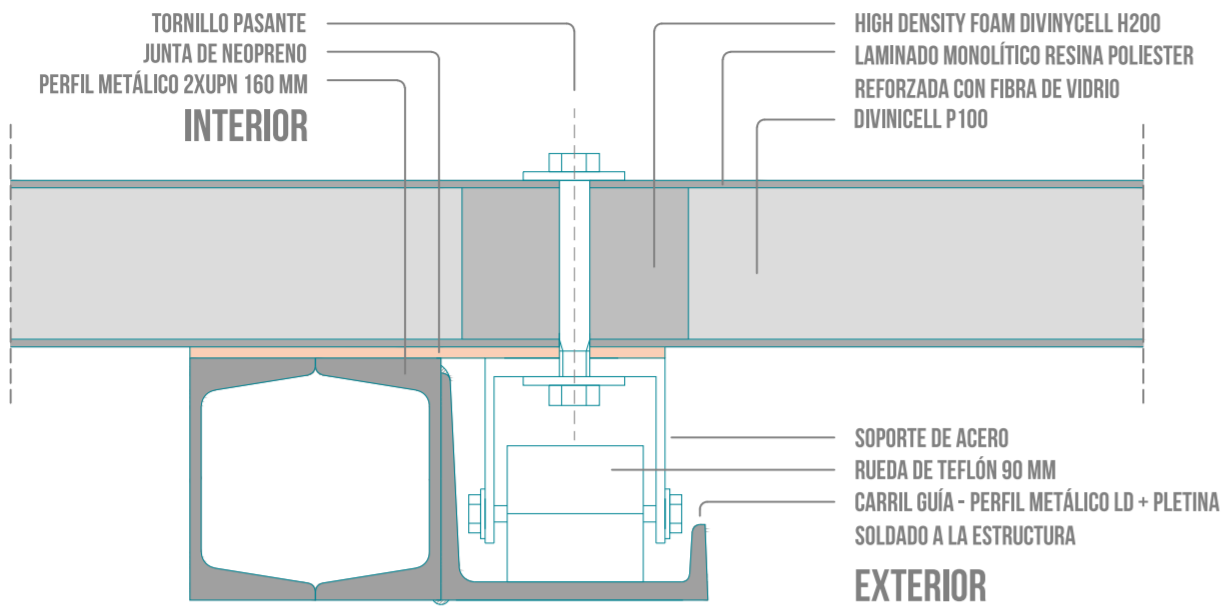 TORNILLO PASANTE
JUNTA DE NEOPRENO
PERFIL METÁLICO 2XUPN 160 MM
INTERIOR
HIGH DENSITY FOAM DIVINYCELL H200
LAMINADO MONOLÍTICO RESINA POLIESTER
REFORZADA CON FIBRA DE VIDRIO
DIVINICELL P100
SOPORTE DE ACERO
RUEDA DE TEFLÓN 90 MM
CARRIL GUÍA - PERFIL METÁLICO LD + PLETINA
SOLDADO A LA ESTRUCTURA
EXTERIOR